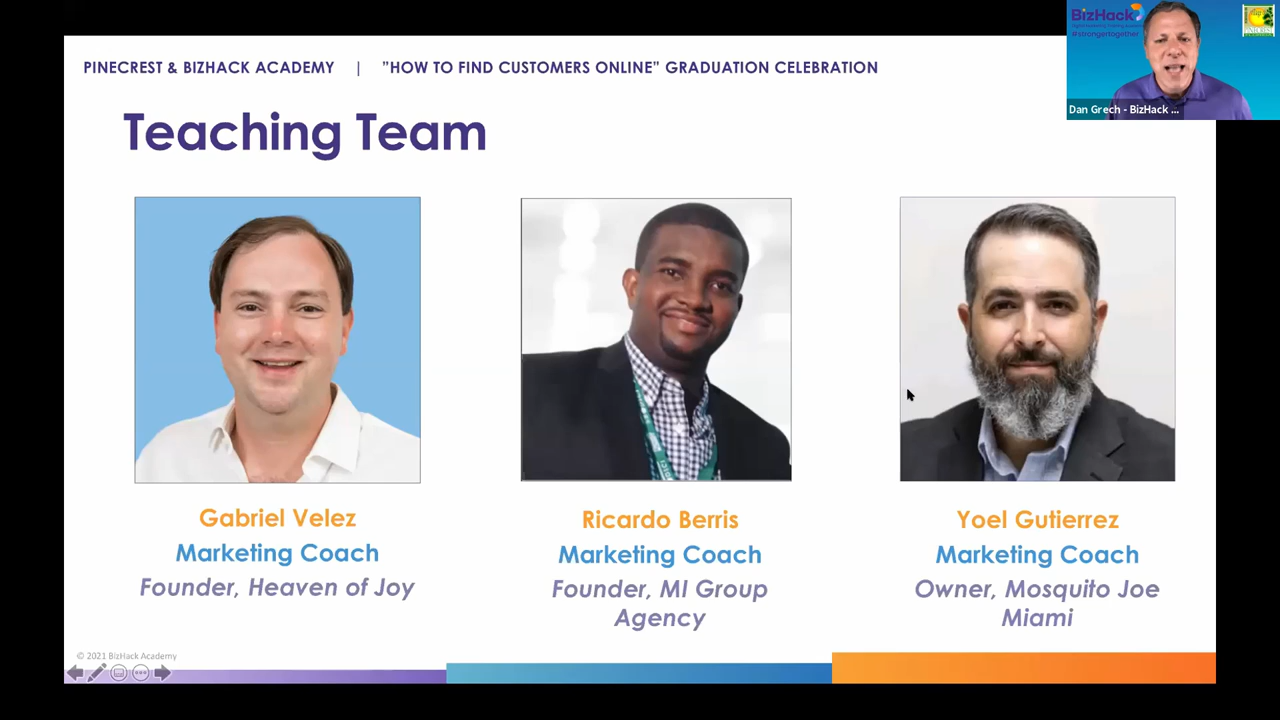 PINECREST & BIZHACK ACADEMY | "HOW TO FIND CUSTOMERS ONLINE" GRADUATION CELEBRATION
BizHack
#strongertogether
PINECREST
Dan Grech - BizHack ...
Teaching Team
Gabriel Velez
Marketing Coach
Founder, Heaven of Joy
Ricardo Berris
Marketing Coach
Founder, MI Group
Agency
Yoel Gutierrez
Marketing Coach
Owner, Mosquito Joe
Miami
© 2021 BizHack Academy